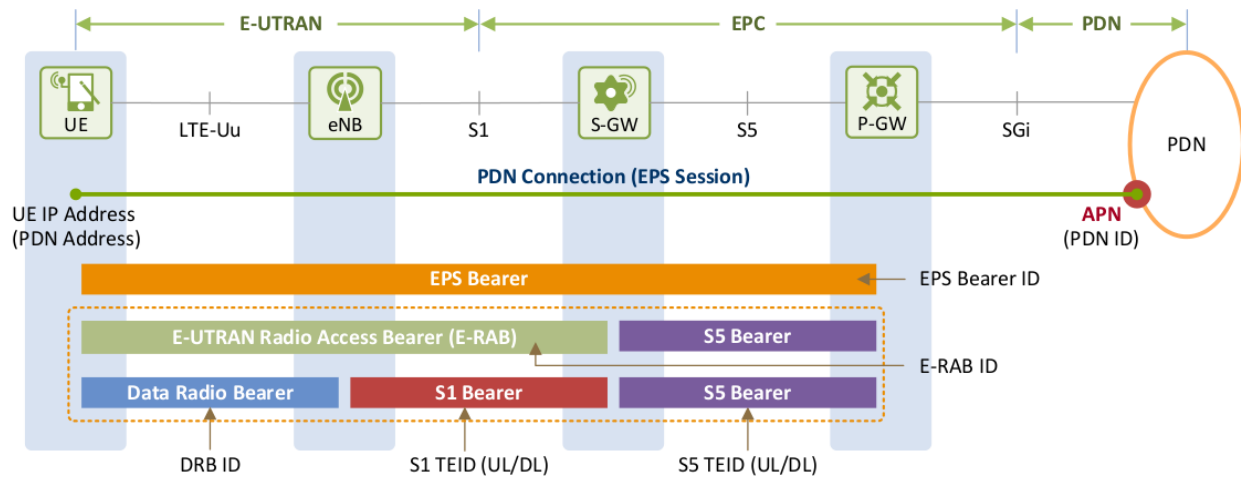 E-UTRAN EPC PDN
UE LTE-Uu eNB S1 S-GW S5 P-GW SGi PDN
PDN Connection (EPS Session)
UE IP Address
(PDN Address)
APN
(PDN ID)
EPS Bearer
EPS Bearer ID
E-UTRAN Radio Access Bearer (E-RAB) S5 Bearer
E-RAB ID
Data Radio Bearer S1 Bearer S5 Bearer
DRB ID S1 TEID (UL/DL) S5 TEID (UL/DL)